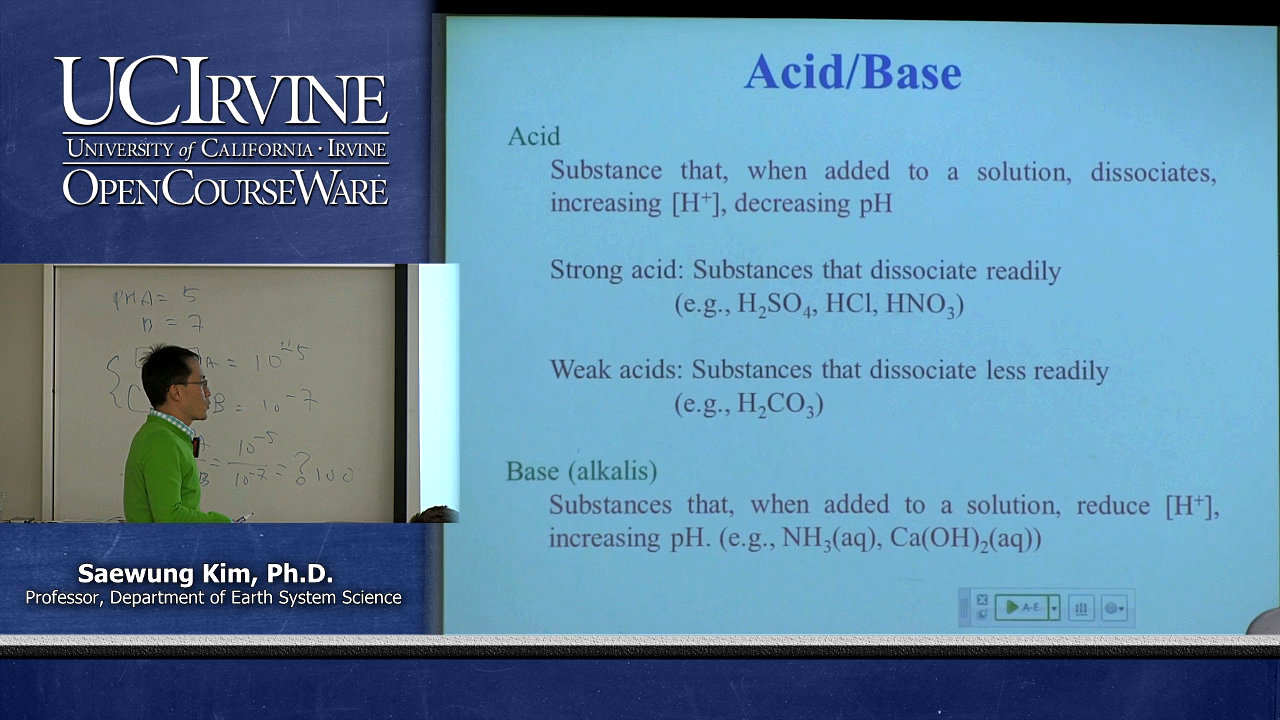 UCIRVINE
UNIVERSITY of CALIFORNIA · IRVINE
OPENCOURSEWARE
pH A = 5
B = 7
A = 10⁻⁵
B = 10⁻⁷
A
10⁻⁵
B = 10⁻⁷ = ? 100
Saewung Kim, Ph.D.
Professor, Department of Earth System Science
Acid/Base
Acid
Substance that, when added to a solution, dissociates,
increasing [H⁺], decreasing pH
Strong acid: Substances that dissociate readily
(e.g., H₂SO₄, HCl, HNO₃)
Weak acids: Substances that dissociate less readily
(e.g., H₂CO₃)
Base (alkalis)
Substances that, when added to a solution, reduce [H⁺],
increasing pH. (e.g., NH₃(aq), Ca(OH)₂(aq))
A-E